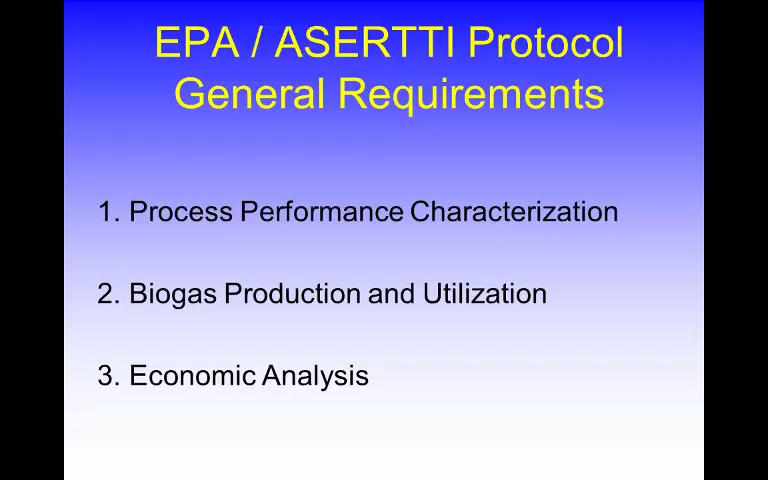 EPA / ASERTTI Protocol
General Requirements
1. Process Performance Characterization
2. Biogas Production and Utilization
3. Economic Analysis